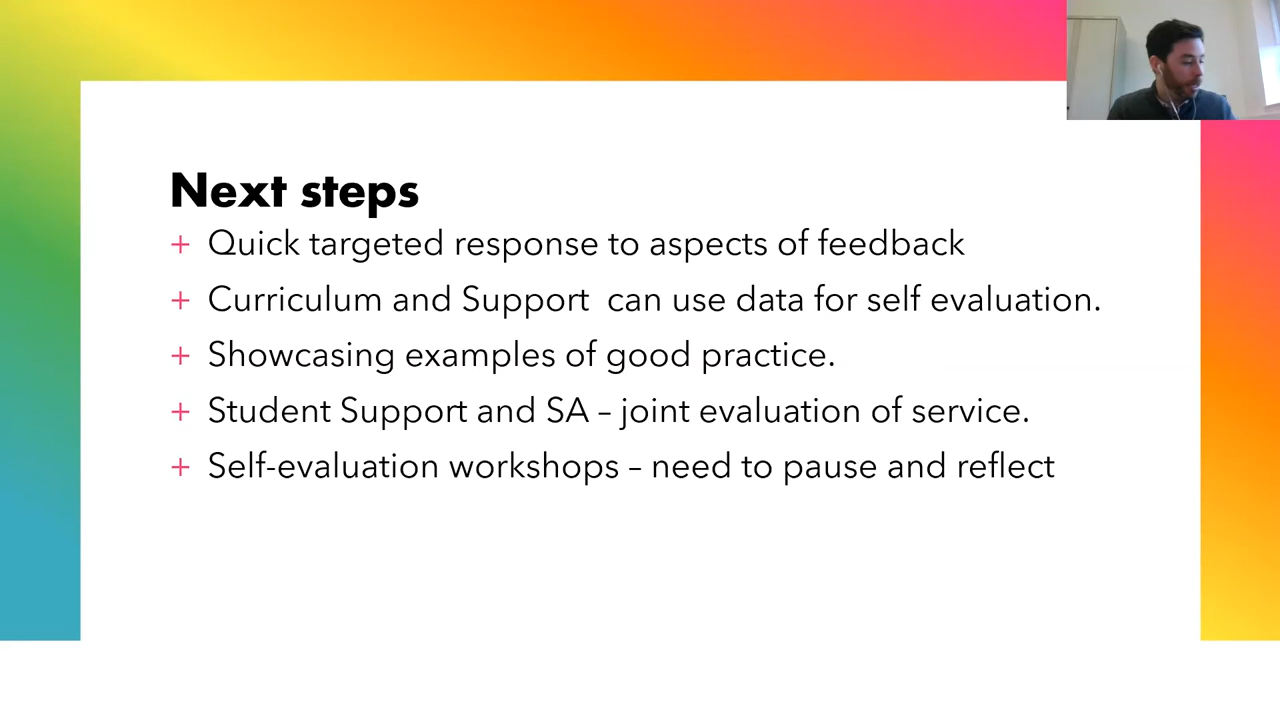 Next steps
+ Quick targeted response to aspects of feedback
+ Curriculum and Support  can use data for self evaluation.
+ Showcasing examples of good practice.
+ Student Support and SA – joint evaluation of service.
+ Self-evaluation workshops – need to pause and reflect